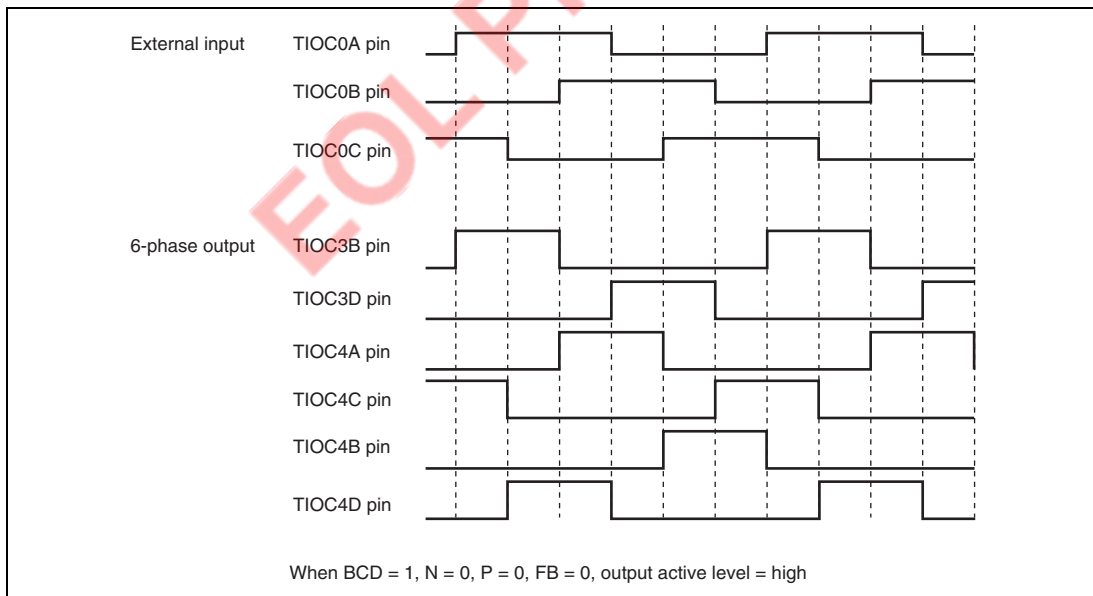 External input TIOC0A pin
TIOC0B pin
TIOC0C pin
6-phase output TIOC3B pin
TIOC3D pin
TIOC4A pin
TIOC4C pin
TIOC4B pin
TIOC4D pin
When BCD = 1, N = 0, P = 0, FB = 0, output active level = high
EOL P